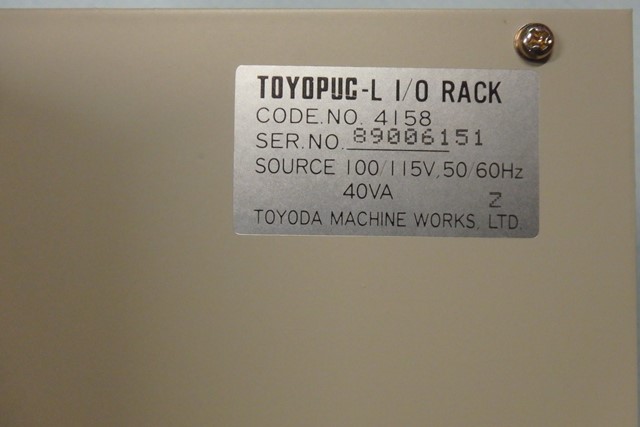 TOYOPUC-L I/O RACK
CODE.NO. 4158
SER.NO. 89006151
SOURCE 100/115V,50/60Hz
40VA
Z
TOYODA MACHINE WORKS, LTD.